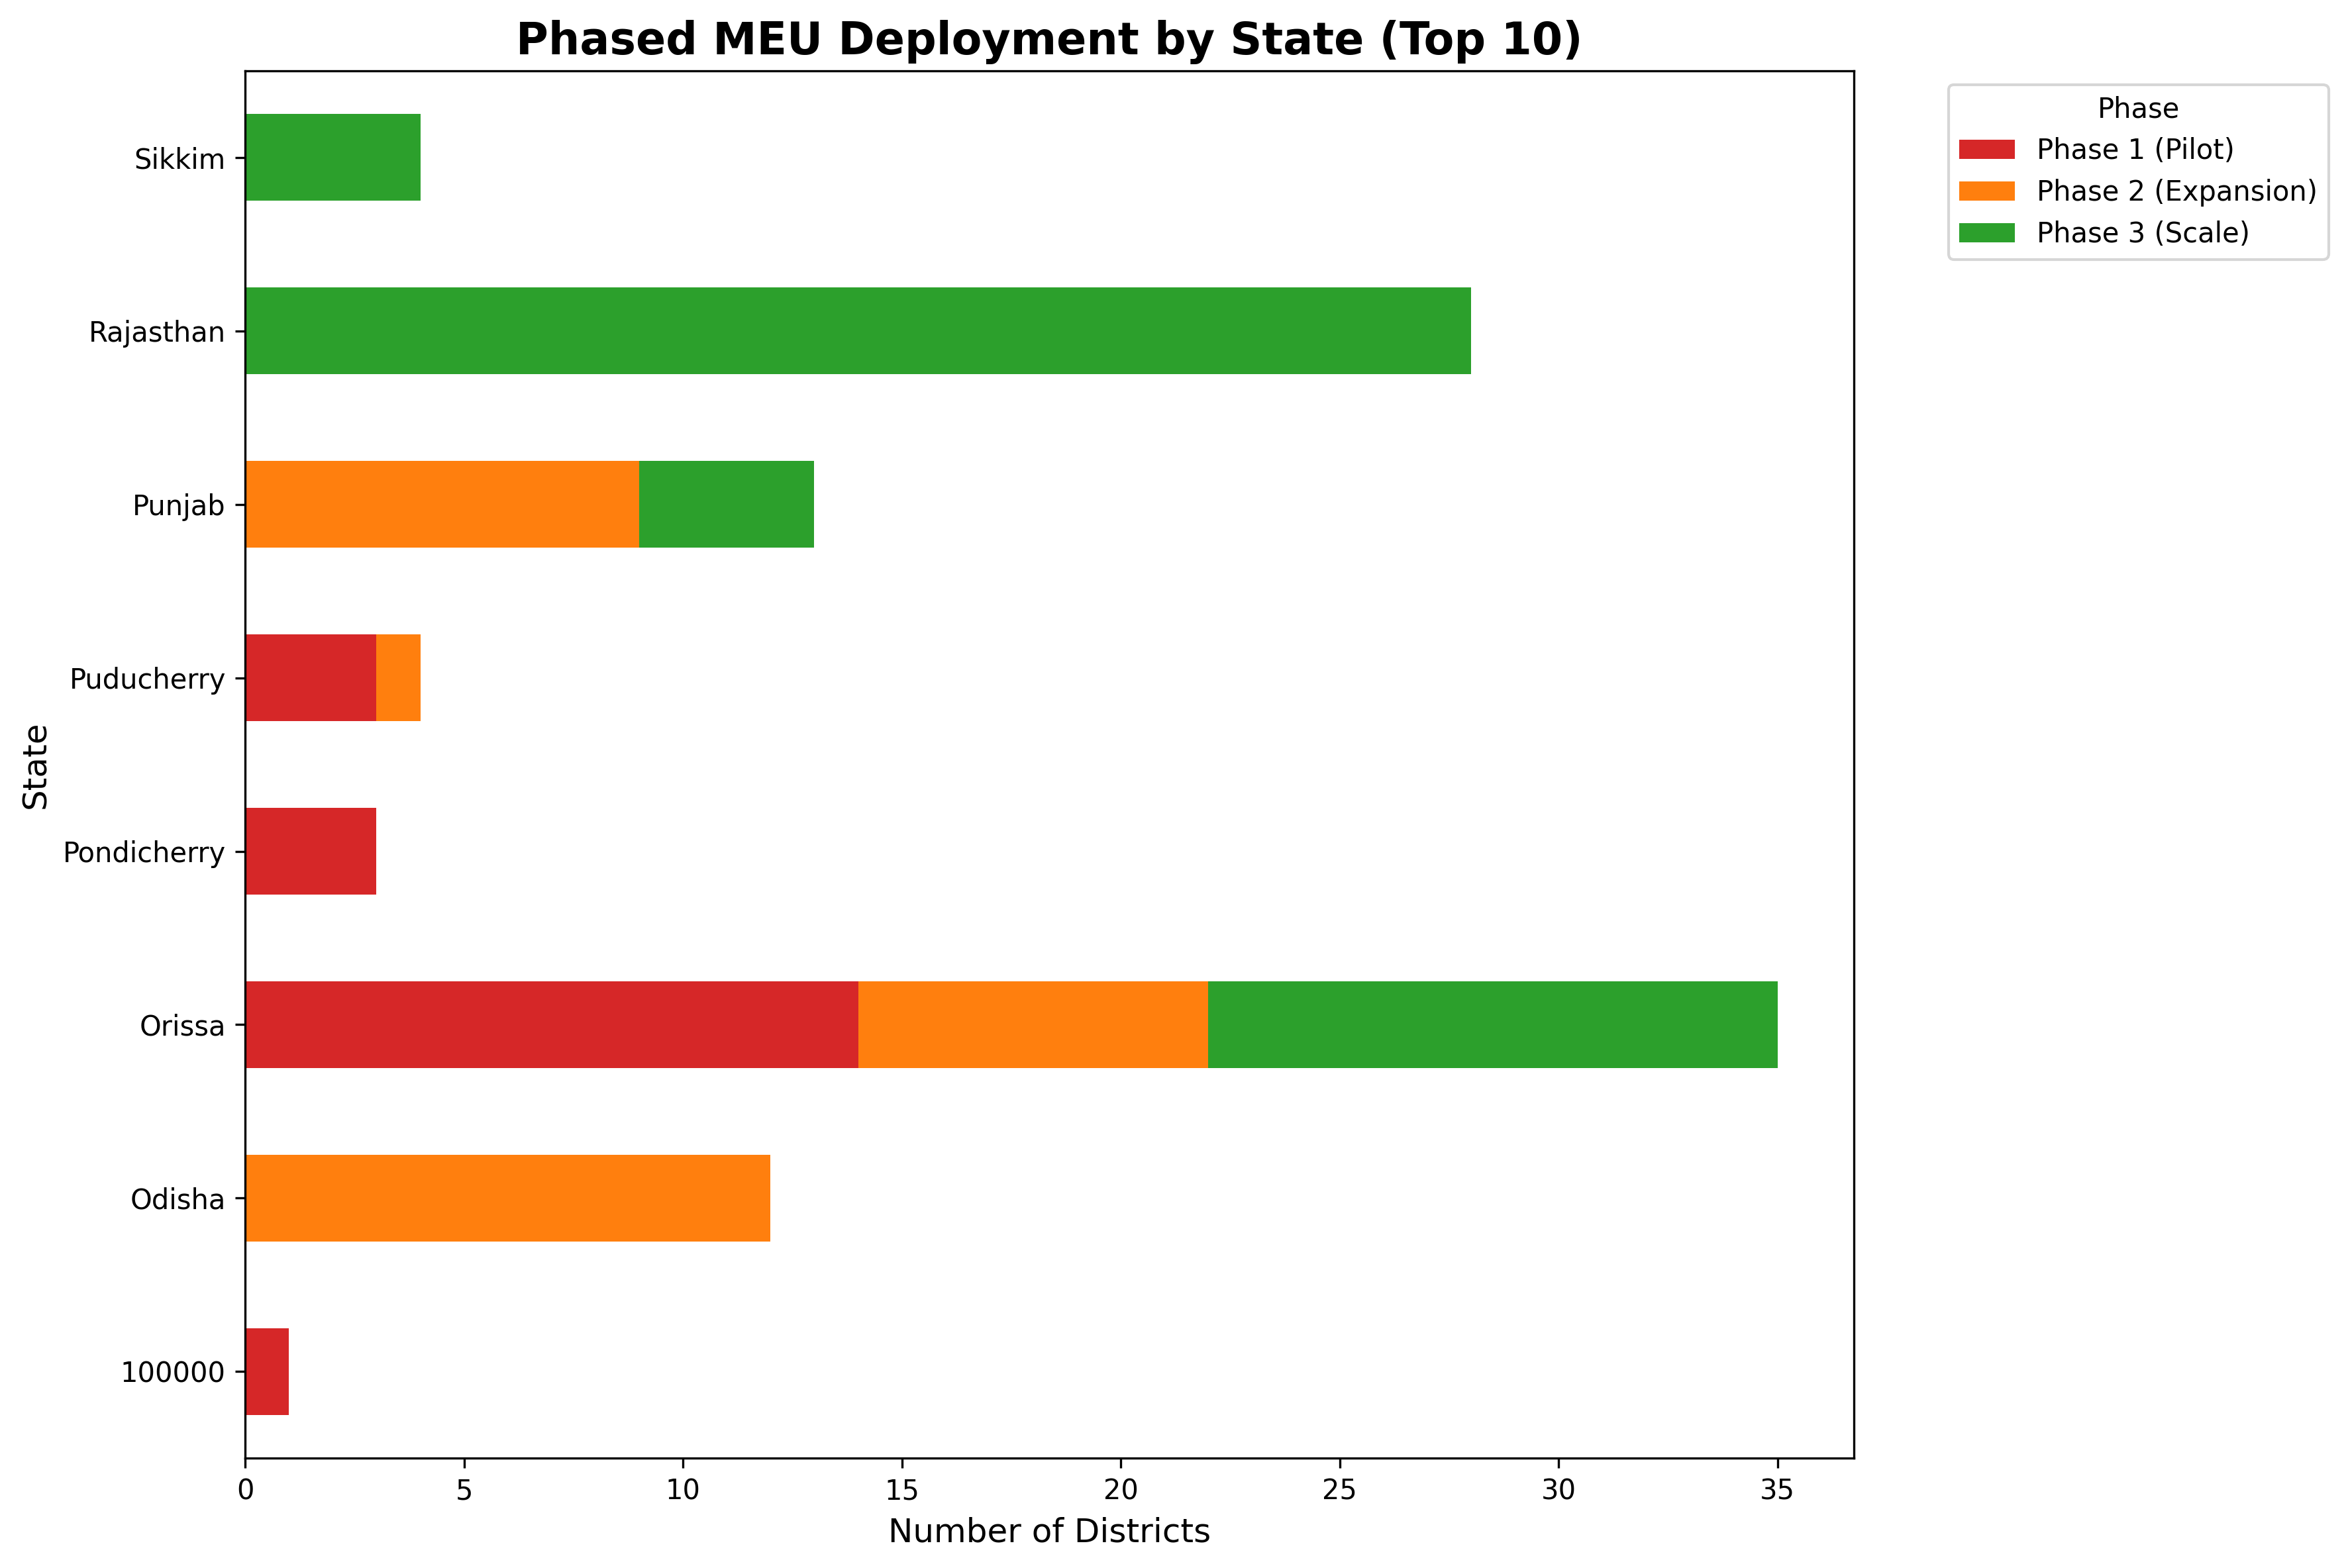 Phased MEU Deployment by State (Top 10)
Phase
Phase 1 (Pilot)
Phase 2 (Expansion)
Phase 3 (Scale)
State
Sikkim
Rajasthan
Punjab
Puducherry
Pondicherry
Orissa
Odisha
100000
0 5 10 15 20 25 30 35
Number of Districts